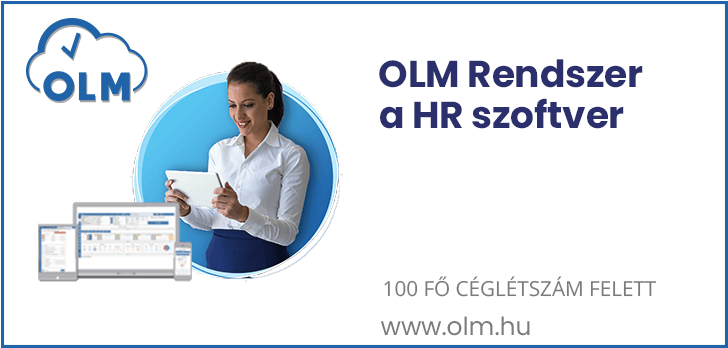 OLM
OLM Rendszer
a HR szoftver
100 FŐ CÉGLÉTSZÁM FELETT
www.olm.hu